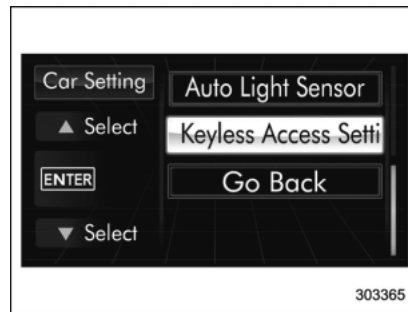 Car Setting
▲ Select
ENTER
▼ Select
Auto Light Sensor
Keyless Access Setti
Go Back
303365